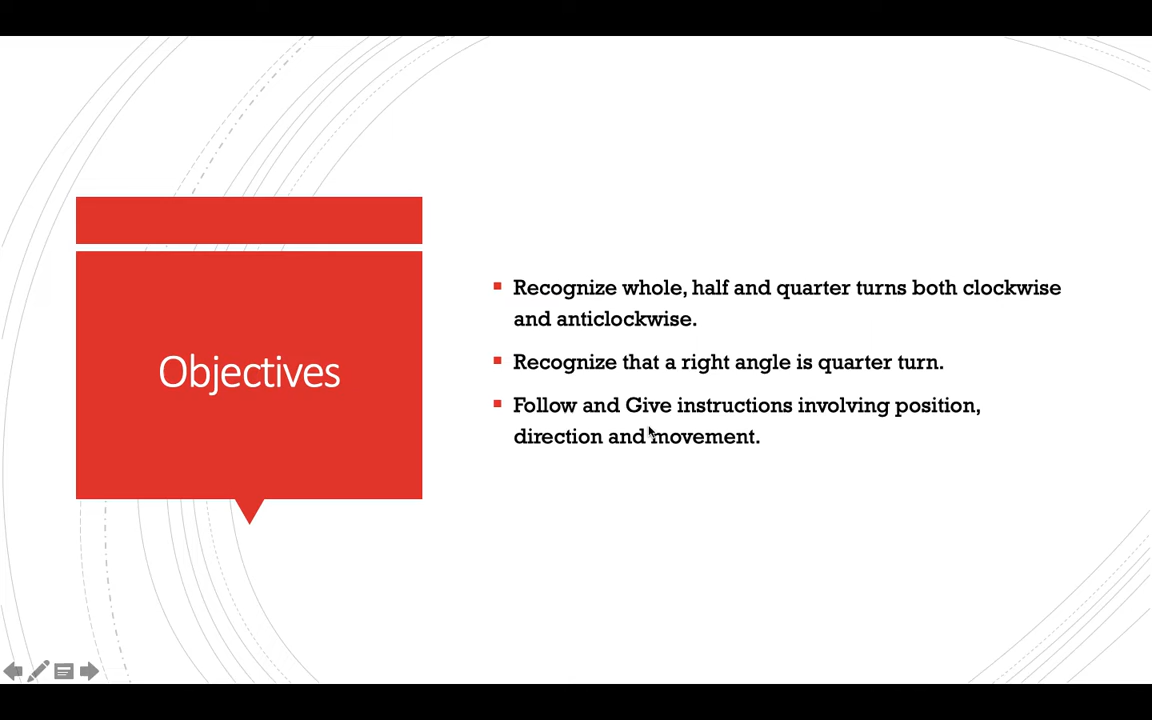 Objectives
Recognize whole, half and quarter turns both clockwise
and anticlockwise.
Recognize that a right angle is quarter turn.
Follow and Give instructions involving position,
direction and movement.